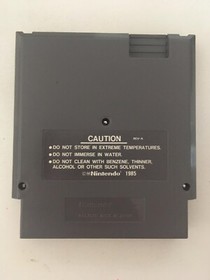 CAUTION
•DO NOT STORE IN EXTREME TEMPERATURES.
•DO NOT IMMERSE IN WATER.
•DO NOT CLEAN WITH BENZENE, THINNER,
ALCOHOL OR OTHER SUCH SOLVENTS.
©Nintendo® 1985